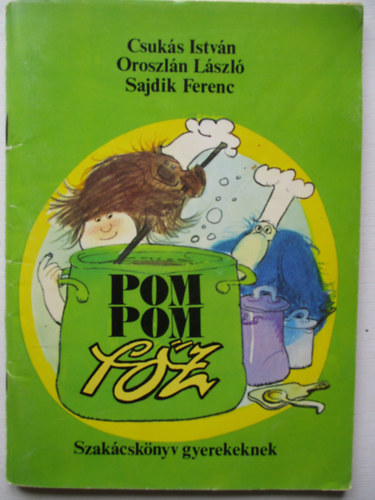 Csukás István
Oroszlán László
Sajdik Ferenc
POM
POM
FŐZ
Szakácskönyv gyerekeknek